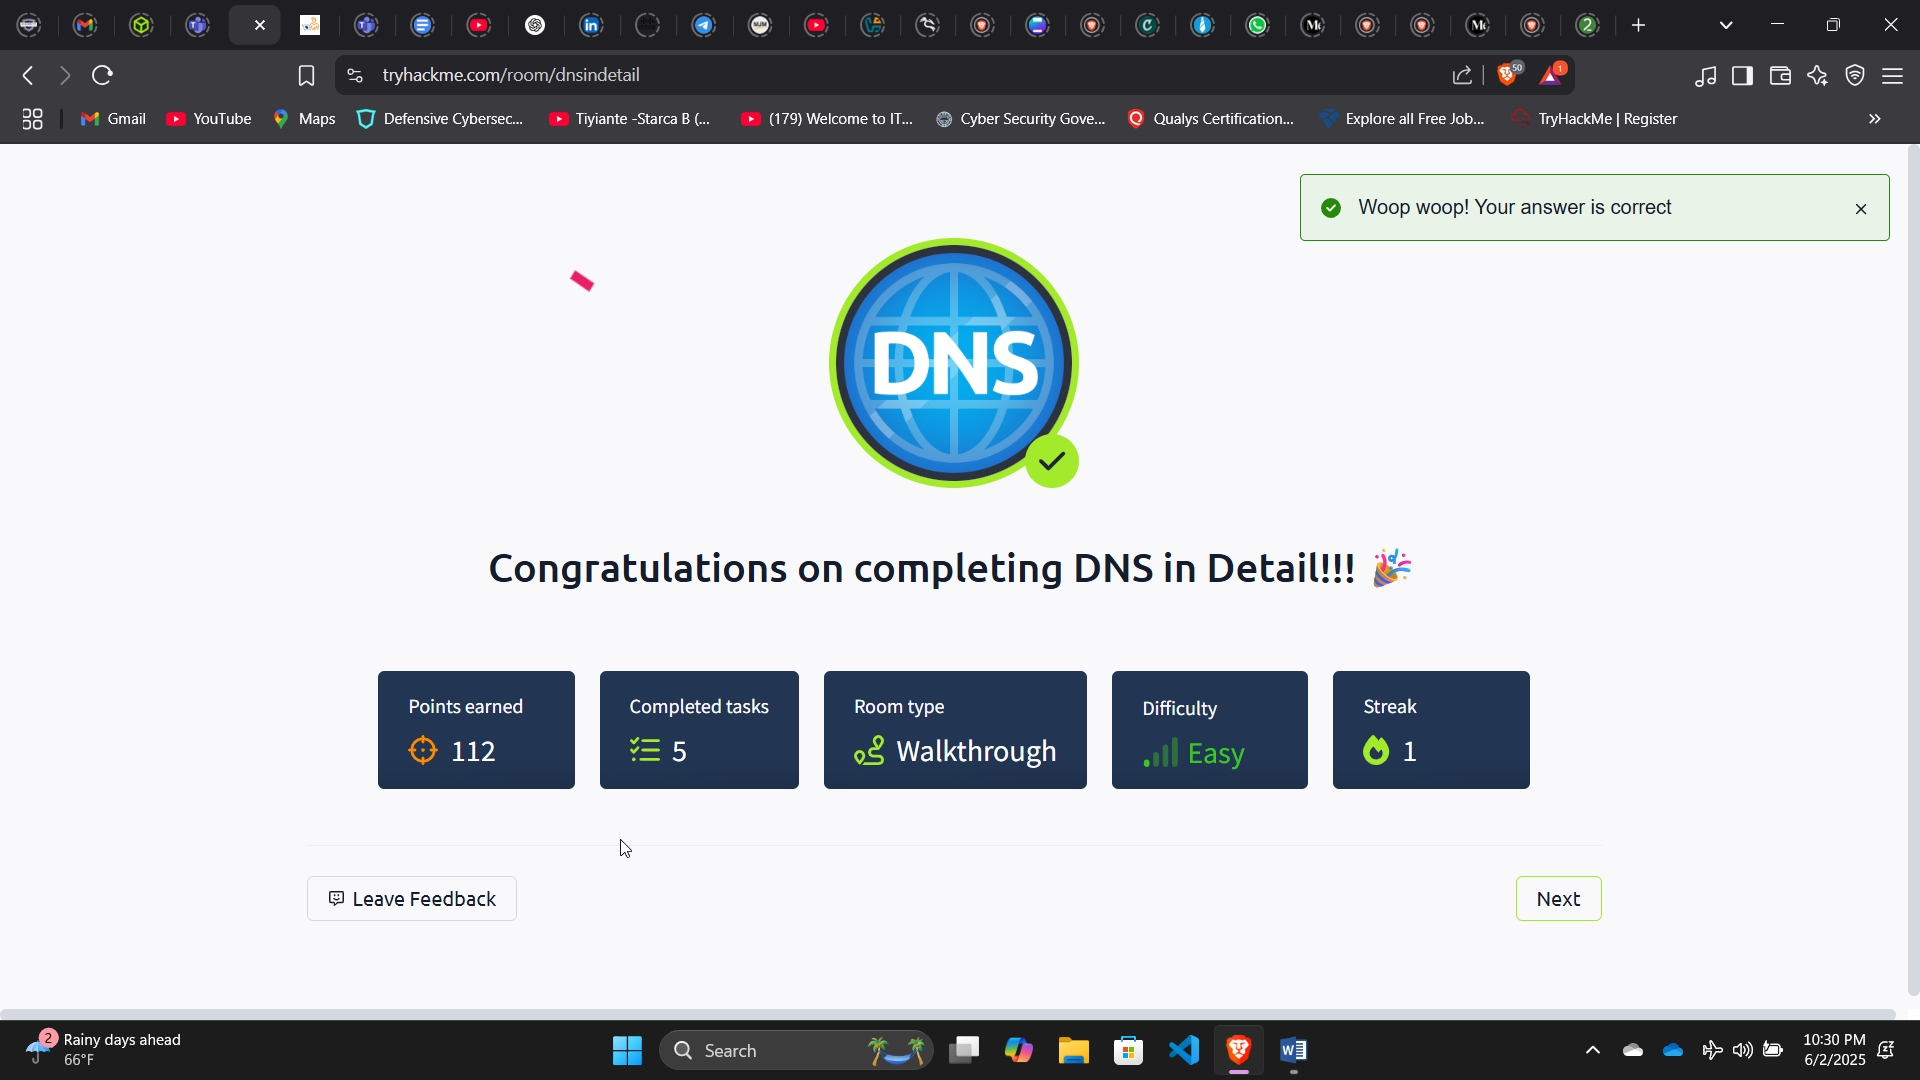 tryhackme.com/room/dnsindetail
50
1
Gmail
YouTube
Maps
Defensive Cybersec...
Tiyiante -Starca B (...
(179) Welcome to IT...
Cyber Security Gove...
Qualys Certification...
Explore all Free Job...
TryHackMe | Register
Woop woop! Your answer is correct
DNS
Congratulations on completing DNS in Detail!!!
Points earned
112
Completed tasks
5
Room type
Walkthrough
Difficulty
Easy
Streak
1
Leave Feedback
Next
2
Rainy days ahead
66°F
Search
10:30 PM
6/2/2025